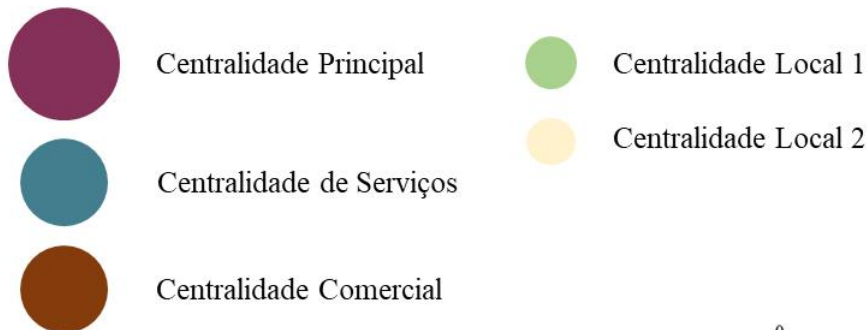 Centralidade Principal
Centralidade de Serviços
Centralidade Comercial
Centralidade Local 1
Centralidade Local 2